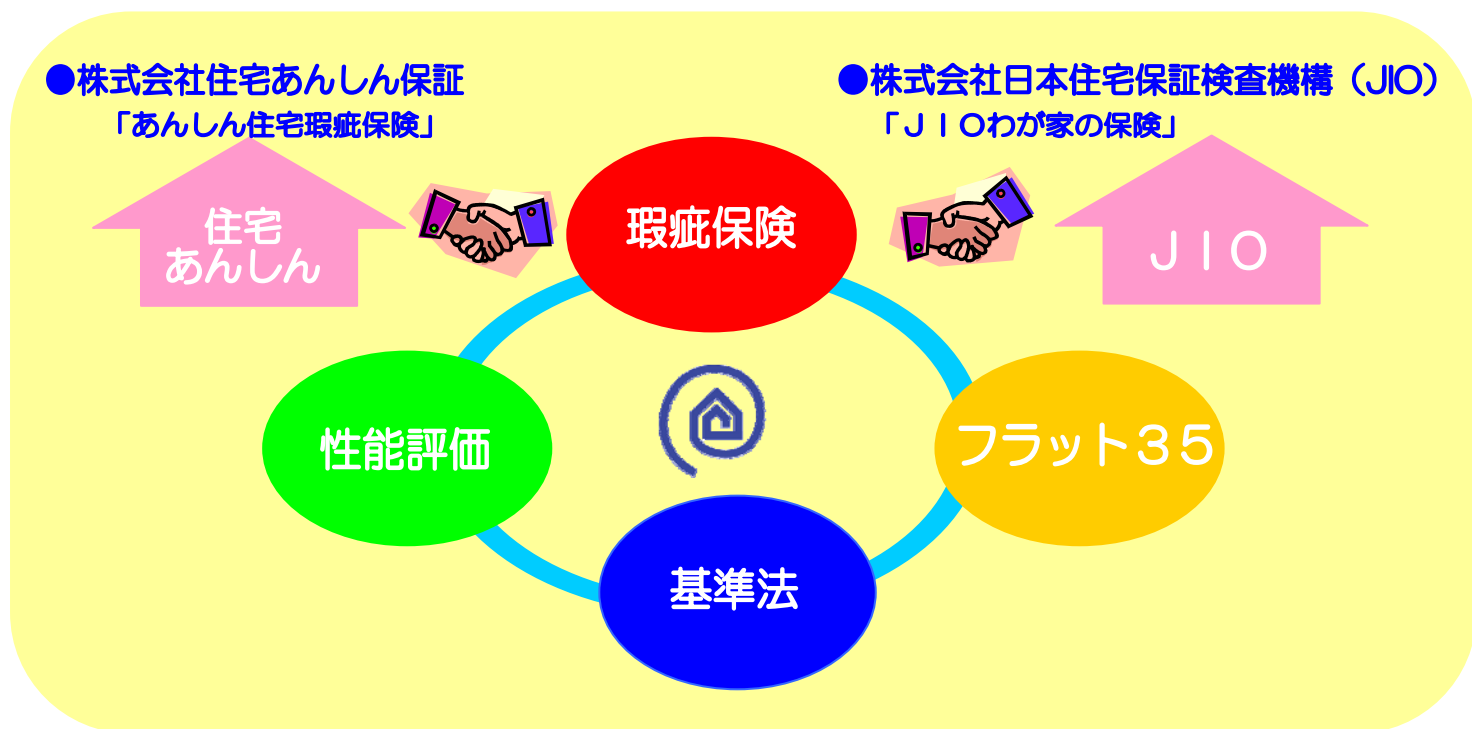 ●株式会社住宅あんしん保証
「あんしん住宅瑕疵保険」
●株式会社日本住宅保証検査機構（JIO）
「ＪＩＯわが家の保険」
住宅
あんしん
瑕疵保険
ＪＩＯ
性能評価
フラット３５
基準法